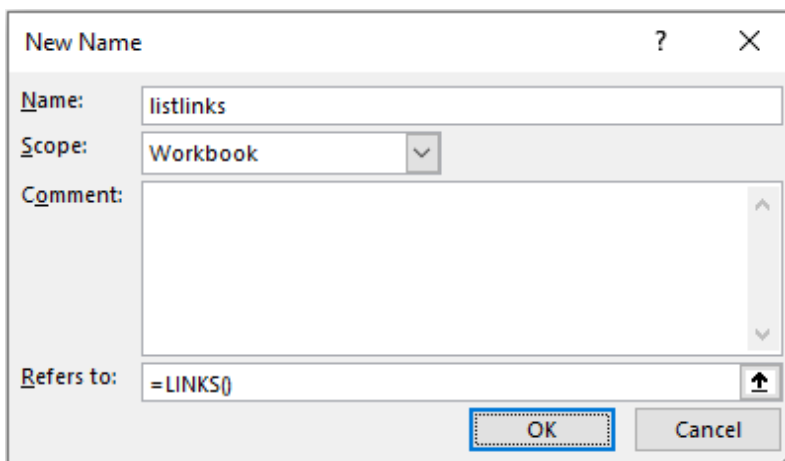 New Name ?
Name: listlinks
Scope: Workbook
Comment:
Refers to: =LINKS()
OK Cancel